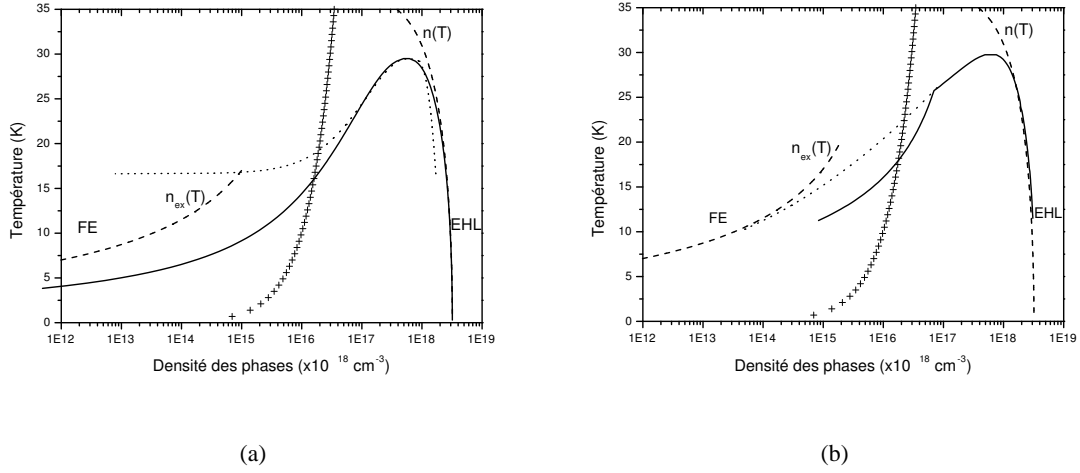 35
30
25
20
15
10
5
0
Température (K)
n(T)
n_ex(T)
FE
EHL
1E12 1E13 1E14 1E15 1E16 1E17 1E18 1E19
Densité des phases (x10 18 cm-3)
(a)
35
30
25
20
15
10
5
0
Température (K)
n(T)
n_ex(T)
FE
EHL
1E12 1E13 1E14 1E15 1E16 1E17 1E18 1E19
Densité des phases (x10 18 cm-3)
(b)